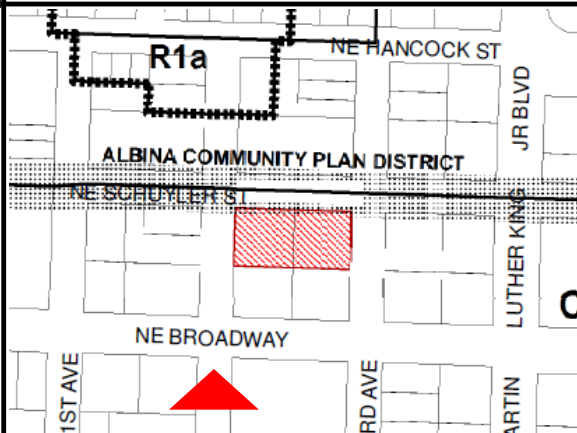 NE HANCOCK ST
R1a
JR BLVD
ALBINA COMMUNITY PLAN DISTRICT
NE SCHUYLER ST
LUTHER KING
C
NE BROADWAY
1ST AVE
RD AVE
ARTIN